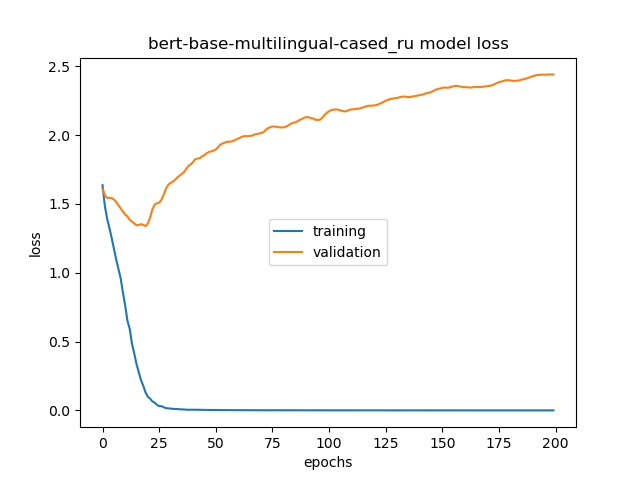 bert-base-multilingual-cased_ru model loss
2.5
2.0
1.5
1.0
0.5
0.0
loss
training
validation
0 25 50 75 100 125 150 175 200
epochs